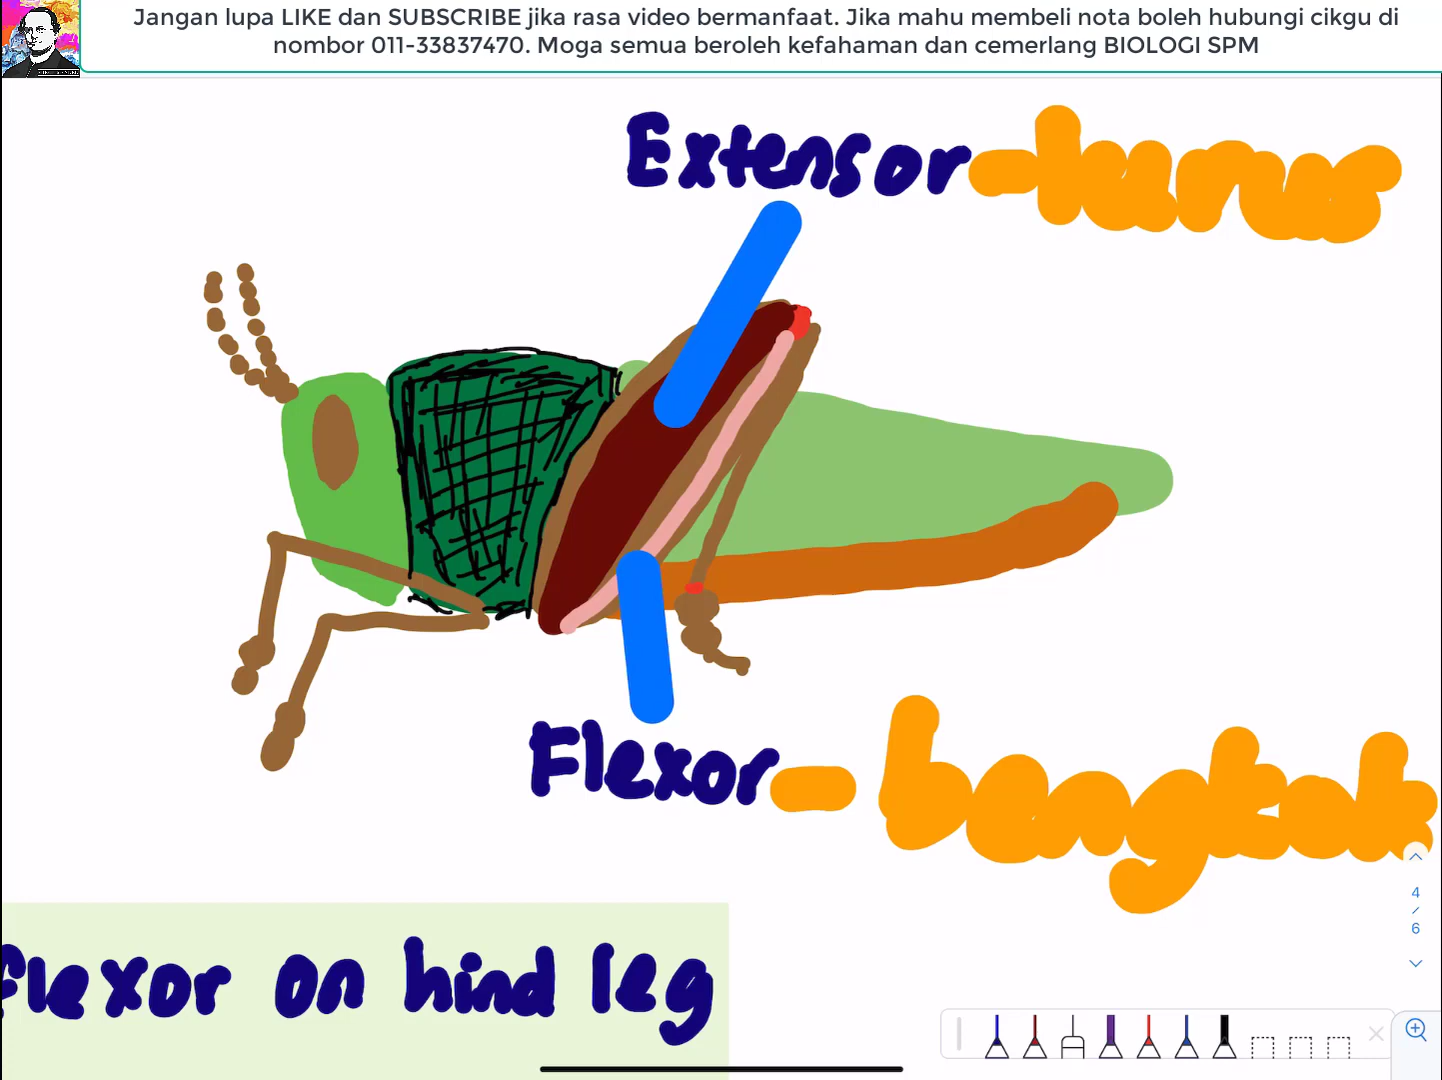 Jangan lupa LIKE dan SUBSCRIBE jika rasa video bermanfaat. Jika mahu membeli nota boleh hubungi cikgu di
nombor 011-33837470. Moga semua beroleh kefahaman dan cemerlang BIOLOGI SPM
Extensor - lurus
Flexor - bengkok
flexor on hind leg
4
/
6